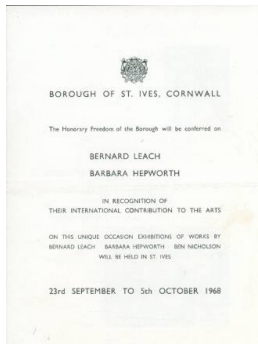 BOROUGH OF ST. IVES, CORNWALL
The Honorary Freedom of the Borough will be conferred on
BERNARD LEACH
BARBARA HEPWORTH
IN RECOGNITION OF
THEIR INTERNATIONAL CONTRIBUTION TO THE ARTS
ON THIS UNIQUE OCCASION EXHIBITIONS OF WORKS BY
BERNARD LEACH BARBARA HEPWORTH BEN NICHOLSON
WILL BE HELD IN ST. IVES
23rd SEPTEMBER TO 5th OCTOBER 1968